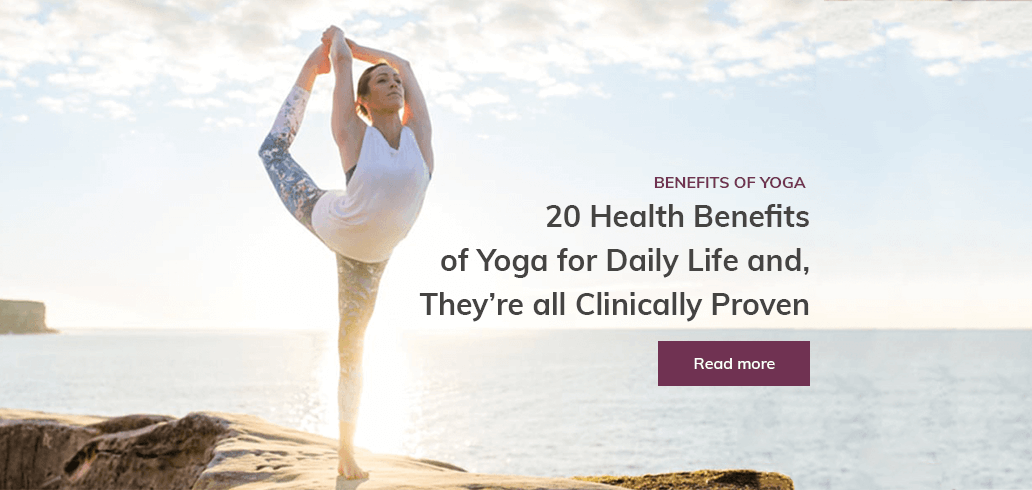 BENEFITS OF YOGA
20 Health Benefits
of Yoga for Daily Life and,
They’re all Clinically Proven
Read more